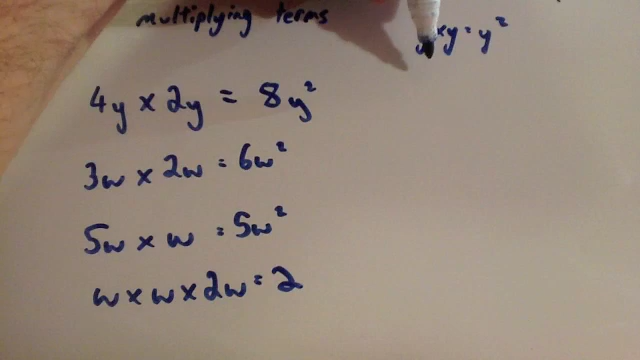 multiplying terms
y×y=y²
4y × 2y = 8y²
3w × 2w = 6w²
5w × w = 5w²
w × w × 2w = 2